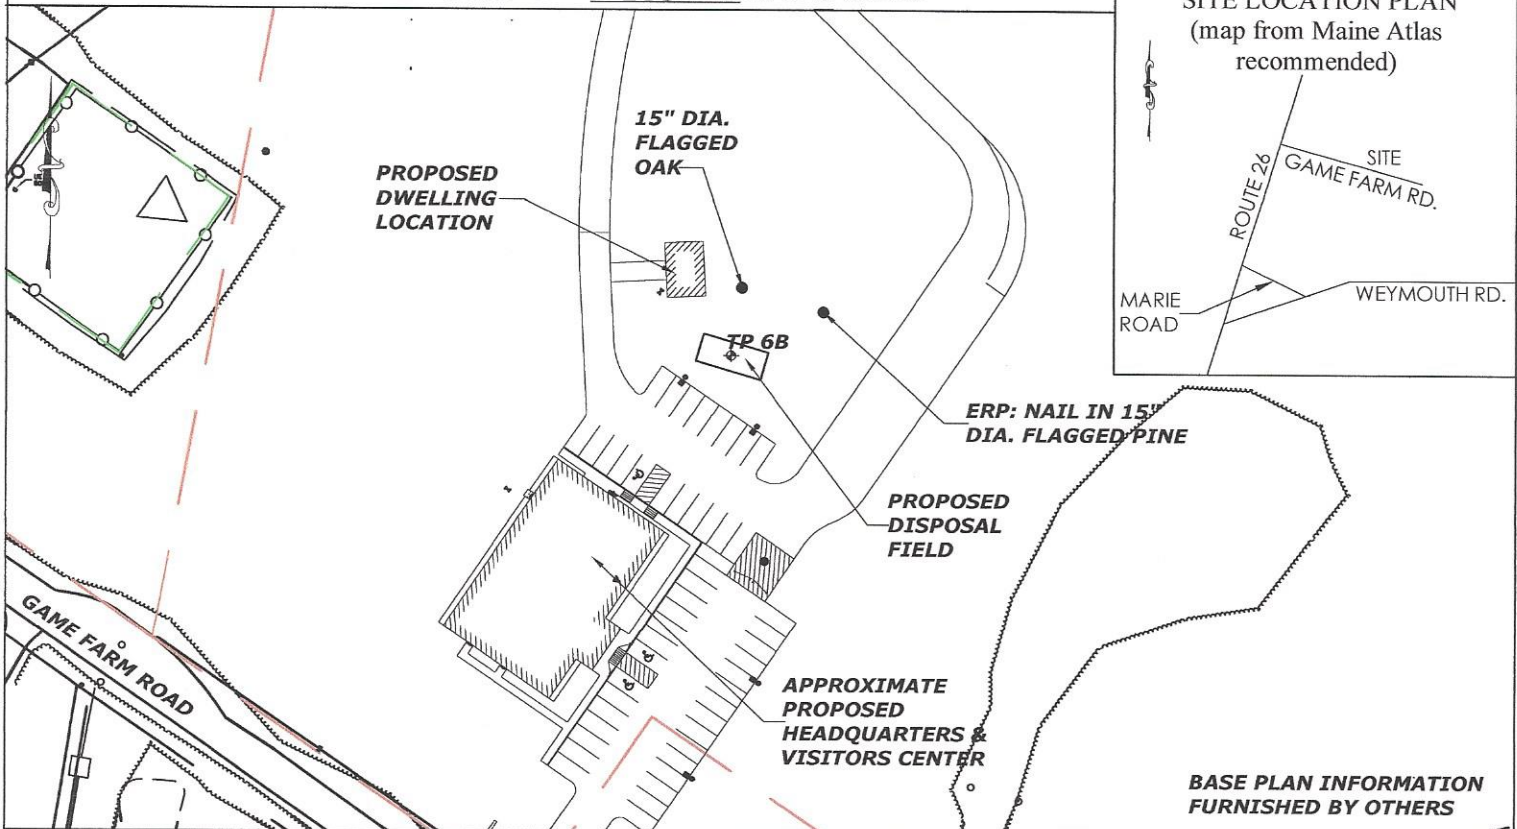 SITE LOCATION PLAN
(map from Maine Atlas
recommended)
15" DIA.
FLAGGED
OAK
PROPOSED
DWELLING
LOCATION
TP 6B
ERP: NAIL IN 15"
DIA. FLAGGED PINE
PROPOSED
DISPOSAL
FIELD
APPROXIMATE
PROPOSED
HEADQUARTERS &
VISITORS CENTER
GAME FARM ROAD
ROUTE 26
SITE
GAME FARM RD.
MARIE
ROAD
WEYMOUTH RD.
BASE PLAN INFORMATION
FURNISHED BY OTHERS